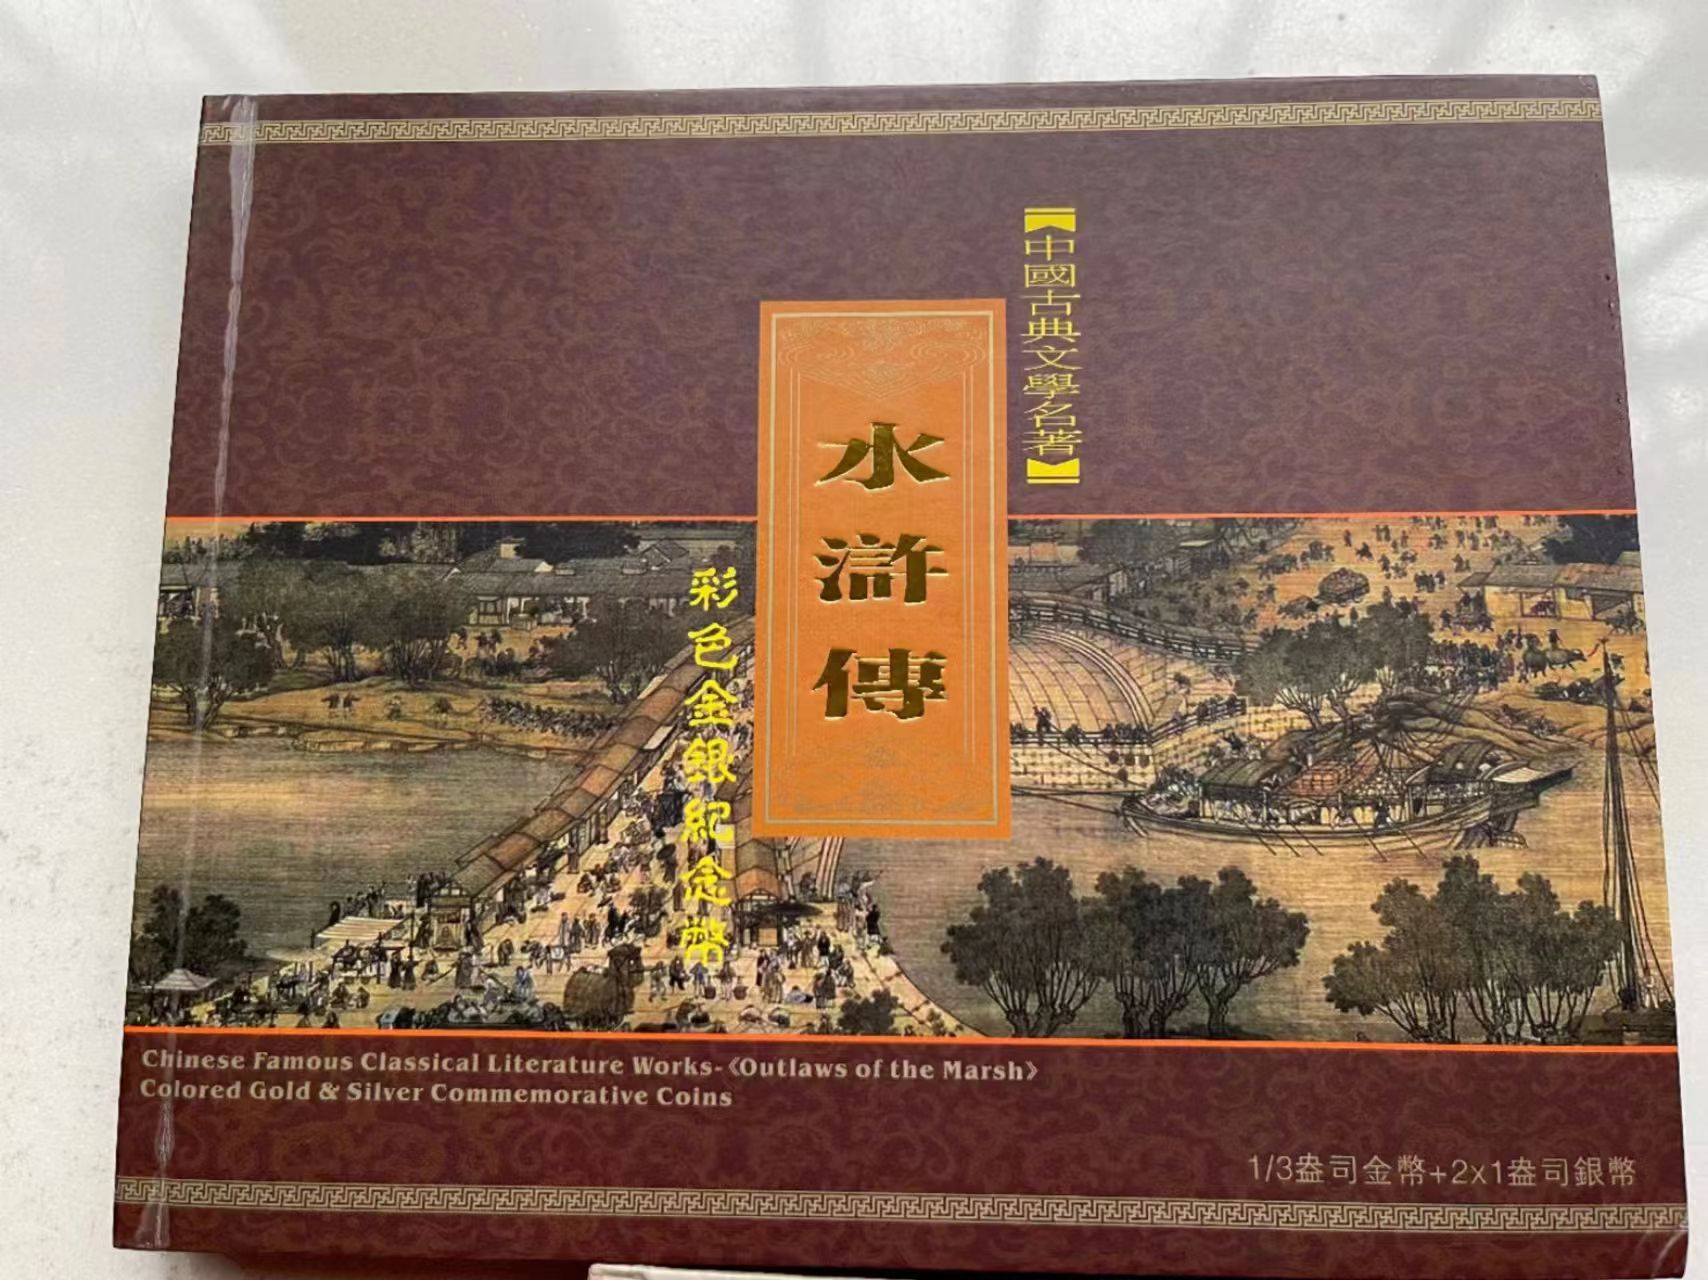 【中國古典文學名著】
水滸傳
彩色金銀紀念幣
Chinese Famous Classical Literature Works-《Outlaws of the Marsh》
Colored Gold & Silver Commemorative Coins
1/3盎司金幣+2x1盎司銀幣